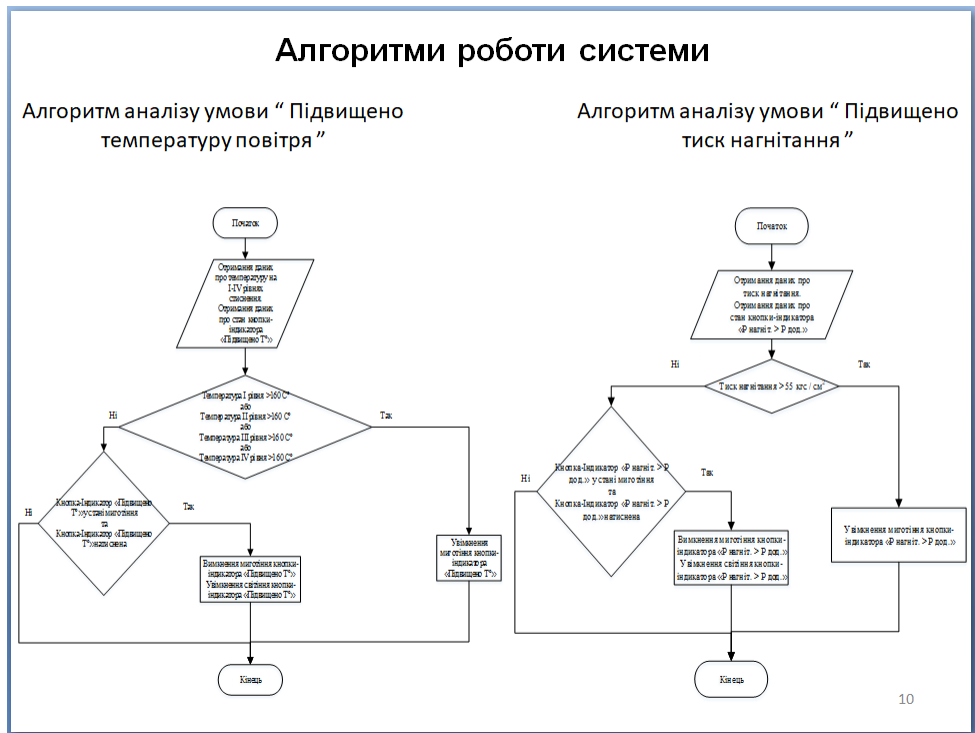 Алгоритми роботи системи
Алгоритм аналізу умови “ Підвищено
температуру повітря ”
Початок
Отримання даних
про температуру на
I-IV рівнях
стиснення.
Отримання даних
про стан кнопки-
індикатора
«Підвищено Т°»
Температура I рівня >160 С°
або
Температура II рівня >160 С°
або
Температура III рівня >160 С°
або
Температура IV рівня >160 С°
Ні
Так
Кнопка-Індикатор «Підвищено
Т°» у стані миготіння
та
Кнопка-Індикатор «Підвищено
Т°» натиснена
Ні
Так
Вимкнення миготіння кнопки-
індикатора «Підвищено Т°»
Увімкнення світіння кнопки-
індикатора «Підвищено Т°»
Увімкнення
миготіння кнопки-
індикатора
«Підвищено Т°»
Кінець
Алгоритм аналізу умови “ Підвищено
тиск нагнітання ”
Початок
Отримання даних про
тиск нагнітання.
Отримання даних про
стан кнопки-індикатора
«Р нагніт. > Р дод.»
Тиск нагнітання > 55 кгс / см²
Ні
Так
Кнопка-Індикатор «Р нагніт. > Р
дод.» у стані миготіння
та
Кнопка-Індикатор «Р нагніт. > Р
дод.» натиснена
Ні
Так
Вимкнення миготіння кнопки-
індикатора «Р нагніт. > Р дод.»
Увімкнення світіння кнопки-
індикатора «Р нагніт. > Р дод.»
Увімкнення миготіння кнопки-
індикатора «Р нагніт. > Р дод.»
Кінець
10